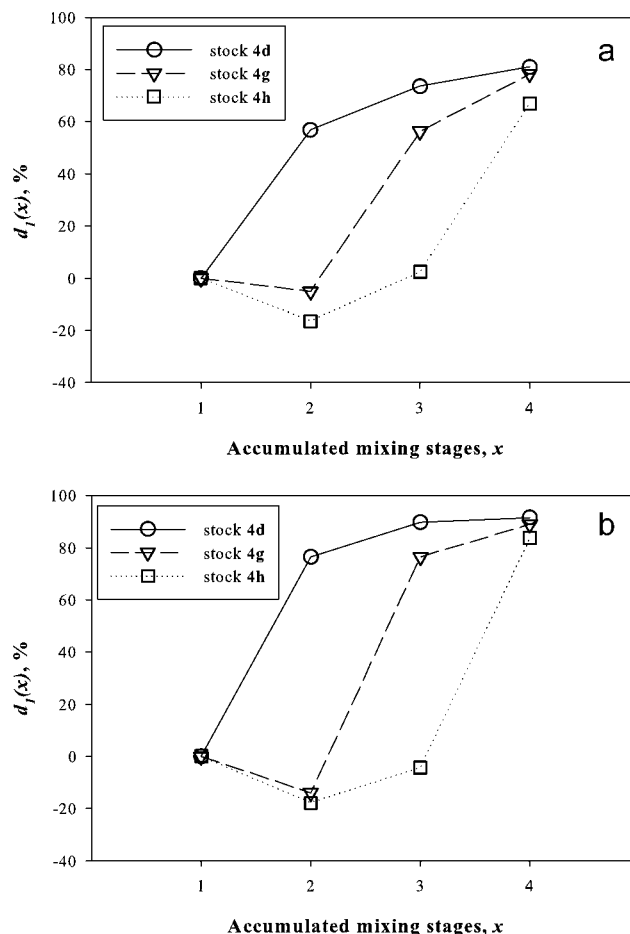 a
stock 4d
stock 4g
stock 4h
100
80
60
40
20
0
-20
-40
d1(x), %
1 2 3 4
Accumulated mixing stages, x
b
stock 4d
stock 4g
stock 4h
100
80
60
40
20
0
-20
-40
d1(x), %
1 2 3 4
Accumulated mixing stages, x